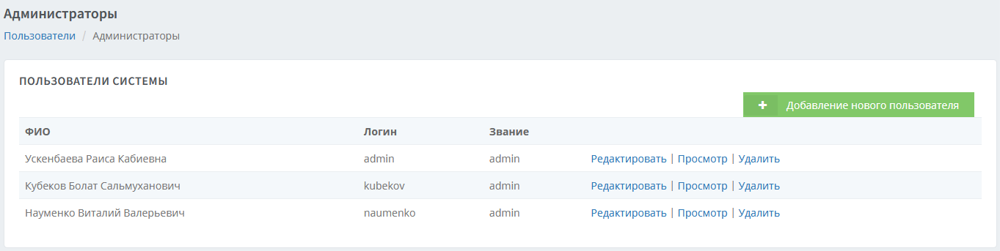 Администраторы
Пользователи / Администраторы
ПОЛЬЗОВАТЕЛИ СИСТЕМЫ
+ Добавление нового пользователя
ФИО Логин Звание
Ускенбаева Раиса Кабиевна admin admin Редактировать | Просмотр | Удалить
Кубеков Болат Сальмуханович kubekov admin Редактировать | Просмотр | Удалить
Науменко Виталий Валерьевич naumenko admin Редактировать | Просмотр | Удалить